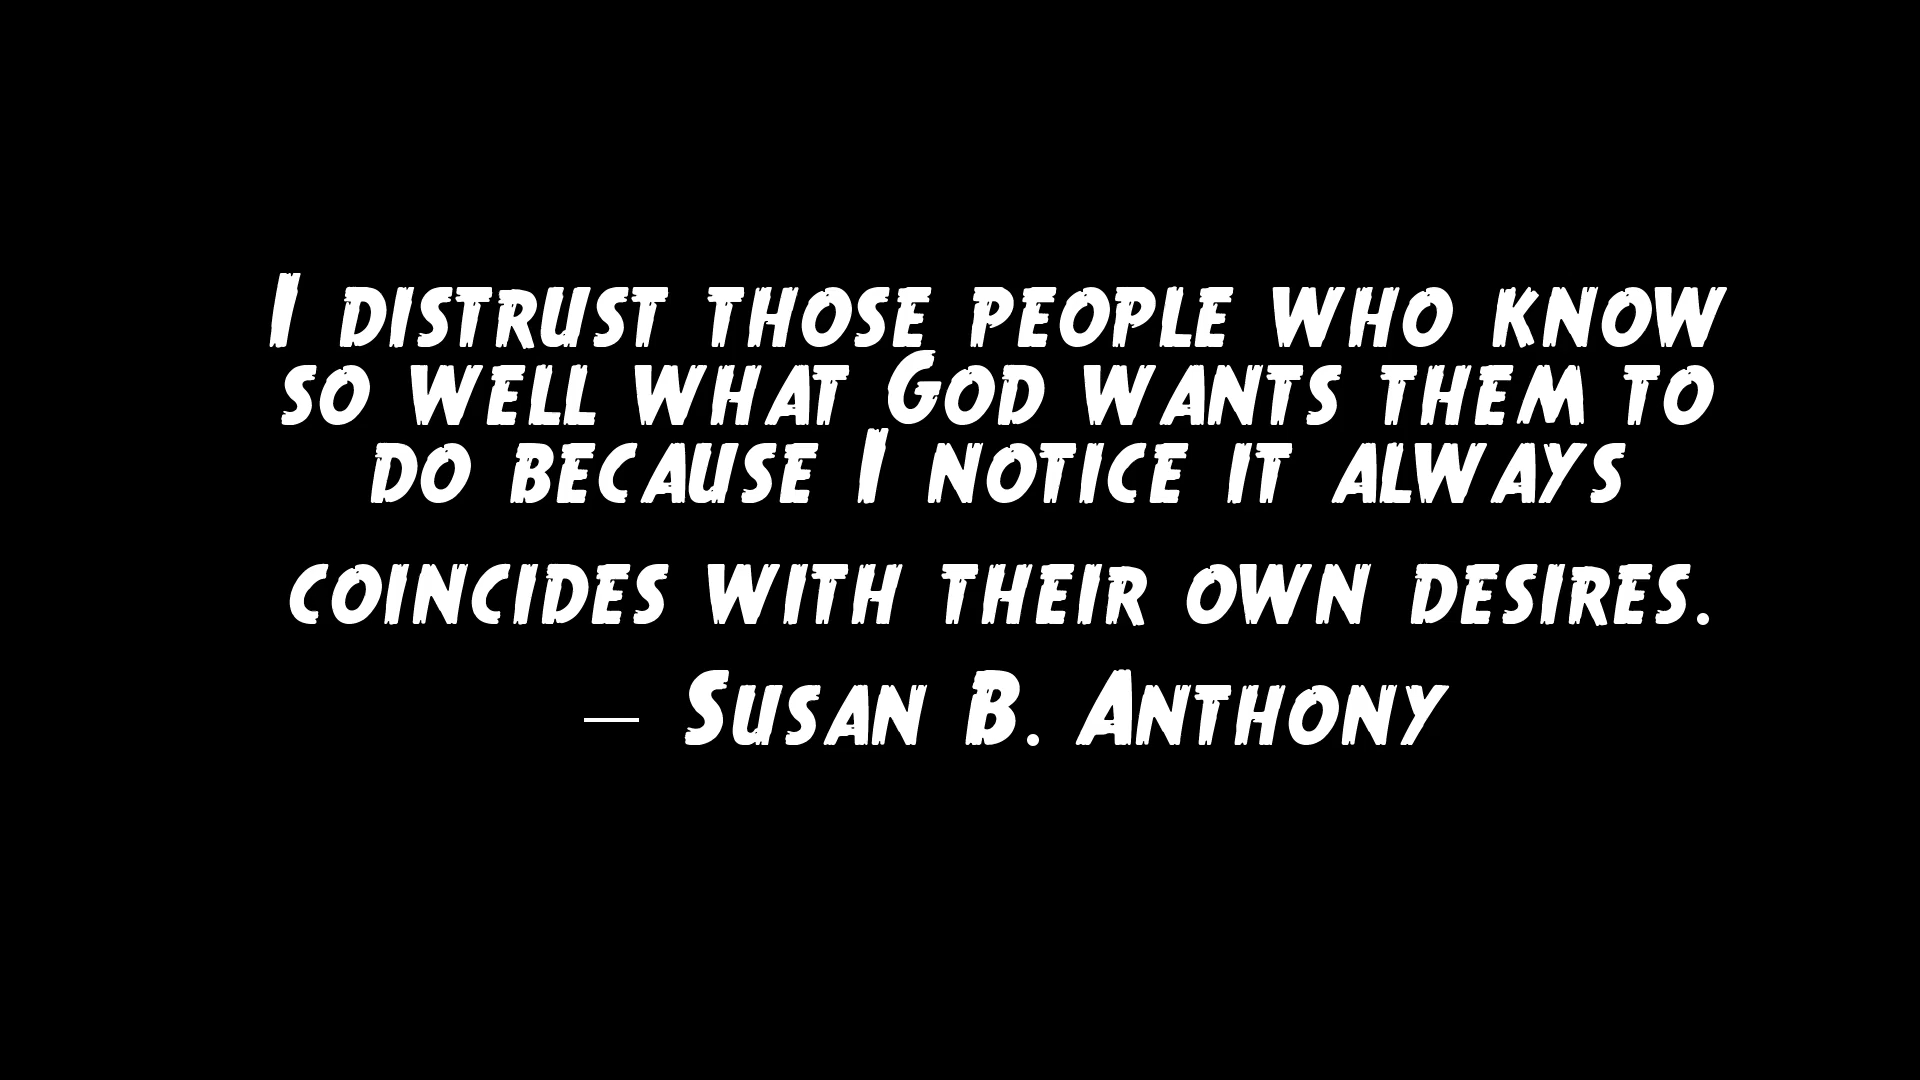 I distrust those people who know
so well what God wants them to
do because I notice it always
coincides with their own desires.
— Susan B. Anthony